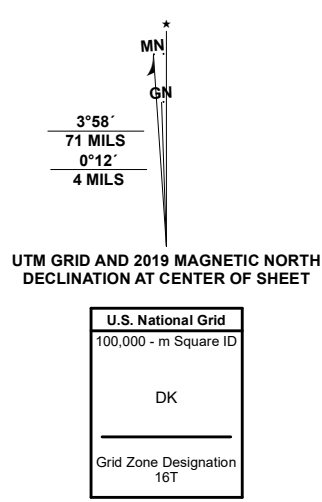 MN
GN
3°58´
71 MILS
0°12´
4 MILS
UTM GRID AND 2019 MAGNETIC NORTH
DECLINATION AT CENTER OF SHEET
U.S. National Grid
100,000 - m Square ID
DK
Grid Zone Designation
16T